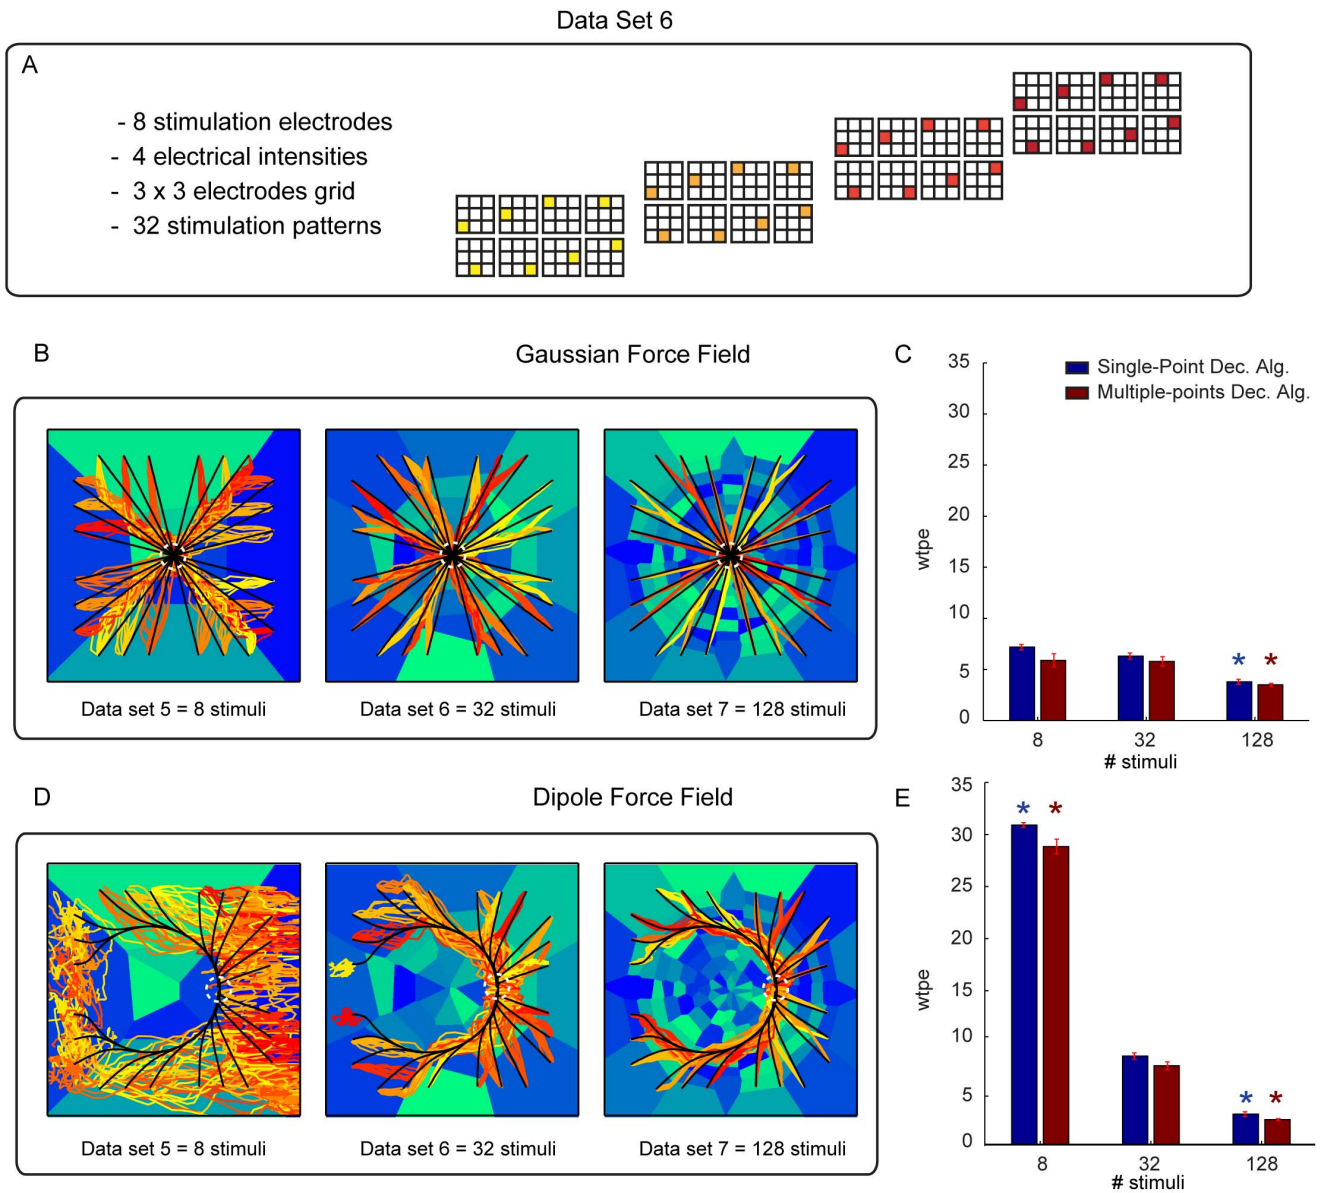 Data Set 6
A
- 8 stimulation electrodes
- 4 electrical intensities
- 3 x 3 electrodes grid
- 32 stimulation patterns
B
Gaussian Force Field
Data set 5 = 8 stimuli
Data set 6 = 32 stimuli
Data set 7 = 128 stimuli
C
Single-Point Dec. Alg.
Multiple-points Dec. Alg.
35
30
25
20
15
10
5
0
wtpe
* *
8 32 128
# stimuli
D
Dipole Force Field
Data set 5 = 8 stimuli
Data set 6 = 32 stimuli
Data set 7 = 128 stimuli
E
35
30
25
20
15
10
5
0
wtpe
* *
* *
8 32 128
# stimuli